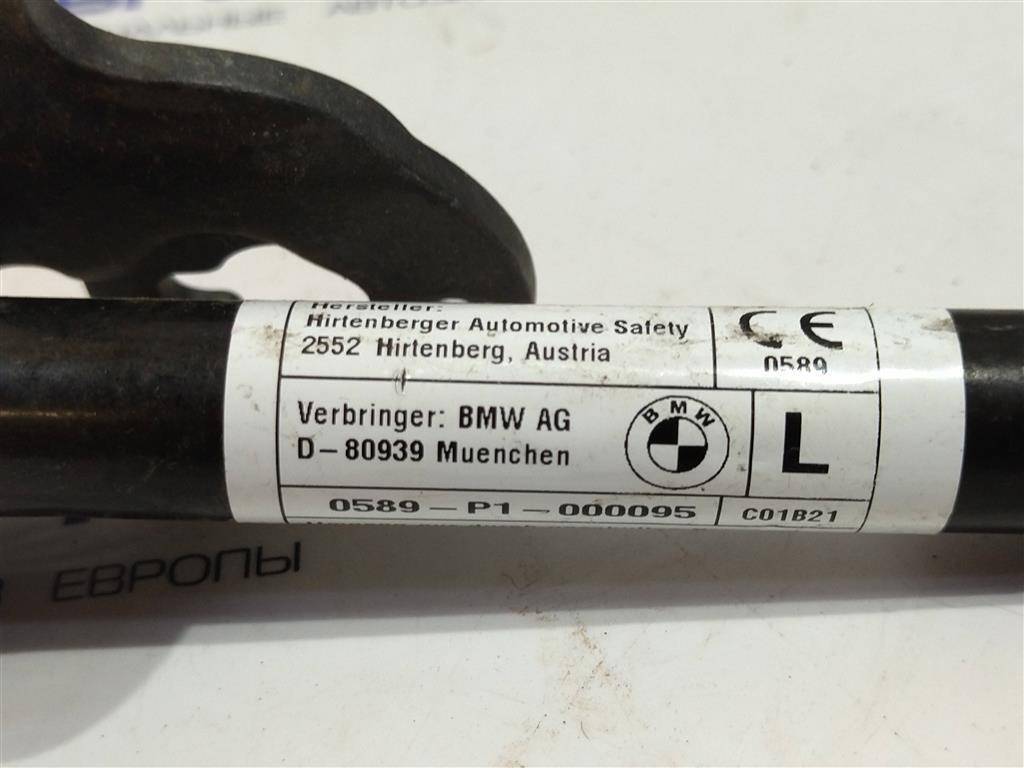 Hersteller:
Hirtenberger Automotive Safety
2552 Hirtenberg, Austria
CE
0589
Verbringer: BMW AG
D-80939 Muenchen
BMW
L
0589-P1-000095
C01B21
ЕВРОПЫ